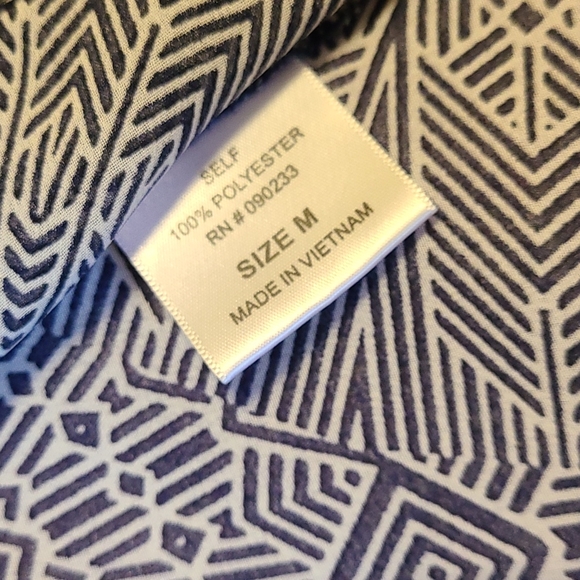 SELF
100% POLYESTER
RN # 090233
SIZE M
MADE IN VIETNAM